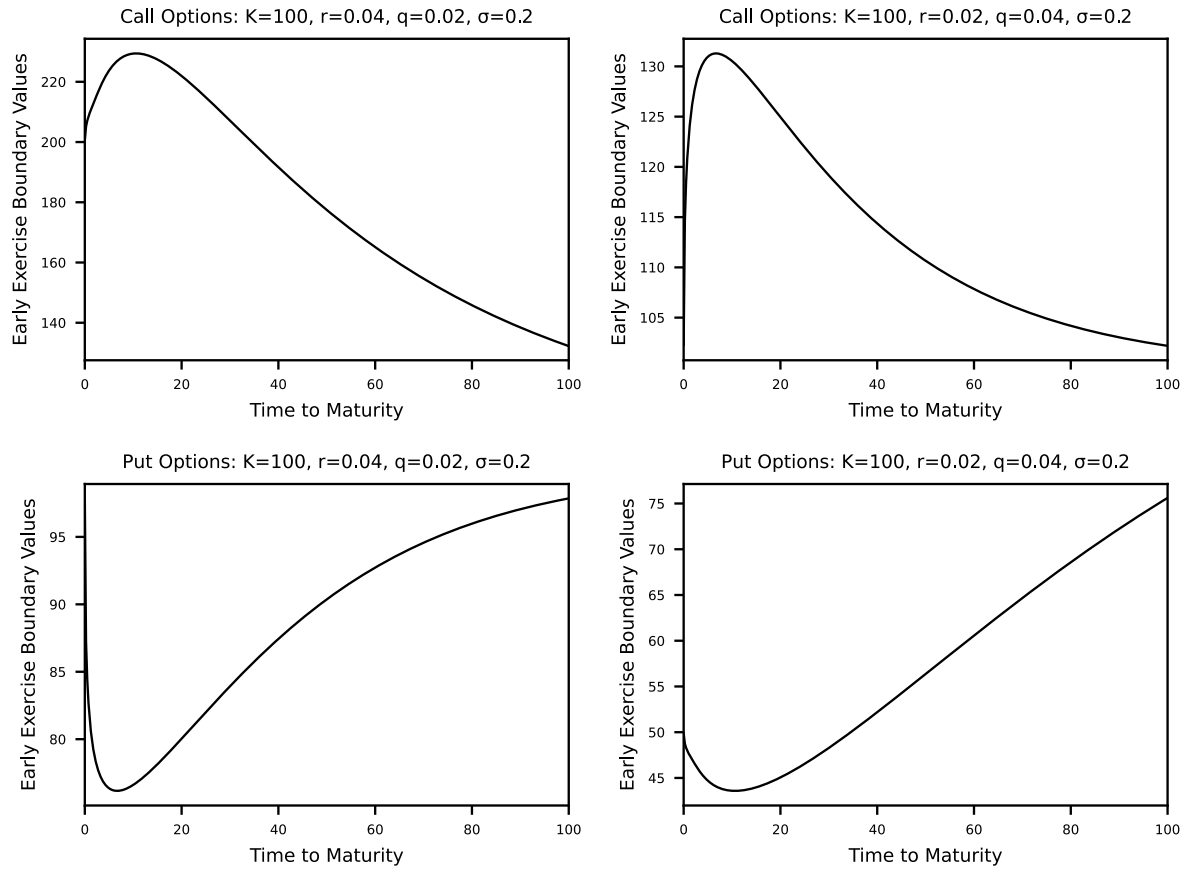 Call Options: K=100, r=0.04, q=0.02, σ=0.2
Early Exercise Boundary Values
220
200
180
160
140
0 20 40 60 80 100
Time to Maturity
Call Options: K=100, r=0.02, q=0.04, σ=0.2
Early Exercise Boundary Values
130
125
120
115
110
105
0 20 40 60 80 100
Time to Maturity
Put Options: K=100, r=0.04, q=0.02, σ=0.2
Early Exercise Boundary Values
95
90
85
80
0 20 40 60 80 100
Time to Maturity
Put Options: K=100, r=0.02, q=0.04, σ=0.2
Early Exercise Boundary Values
75
70
65
60
55
50
45
0 20 40 60 80 100
Time to Maturity